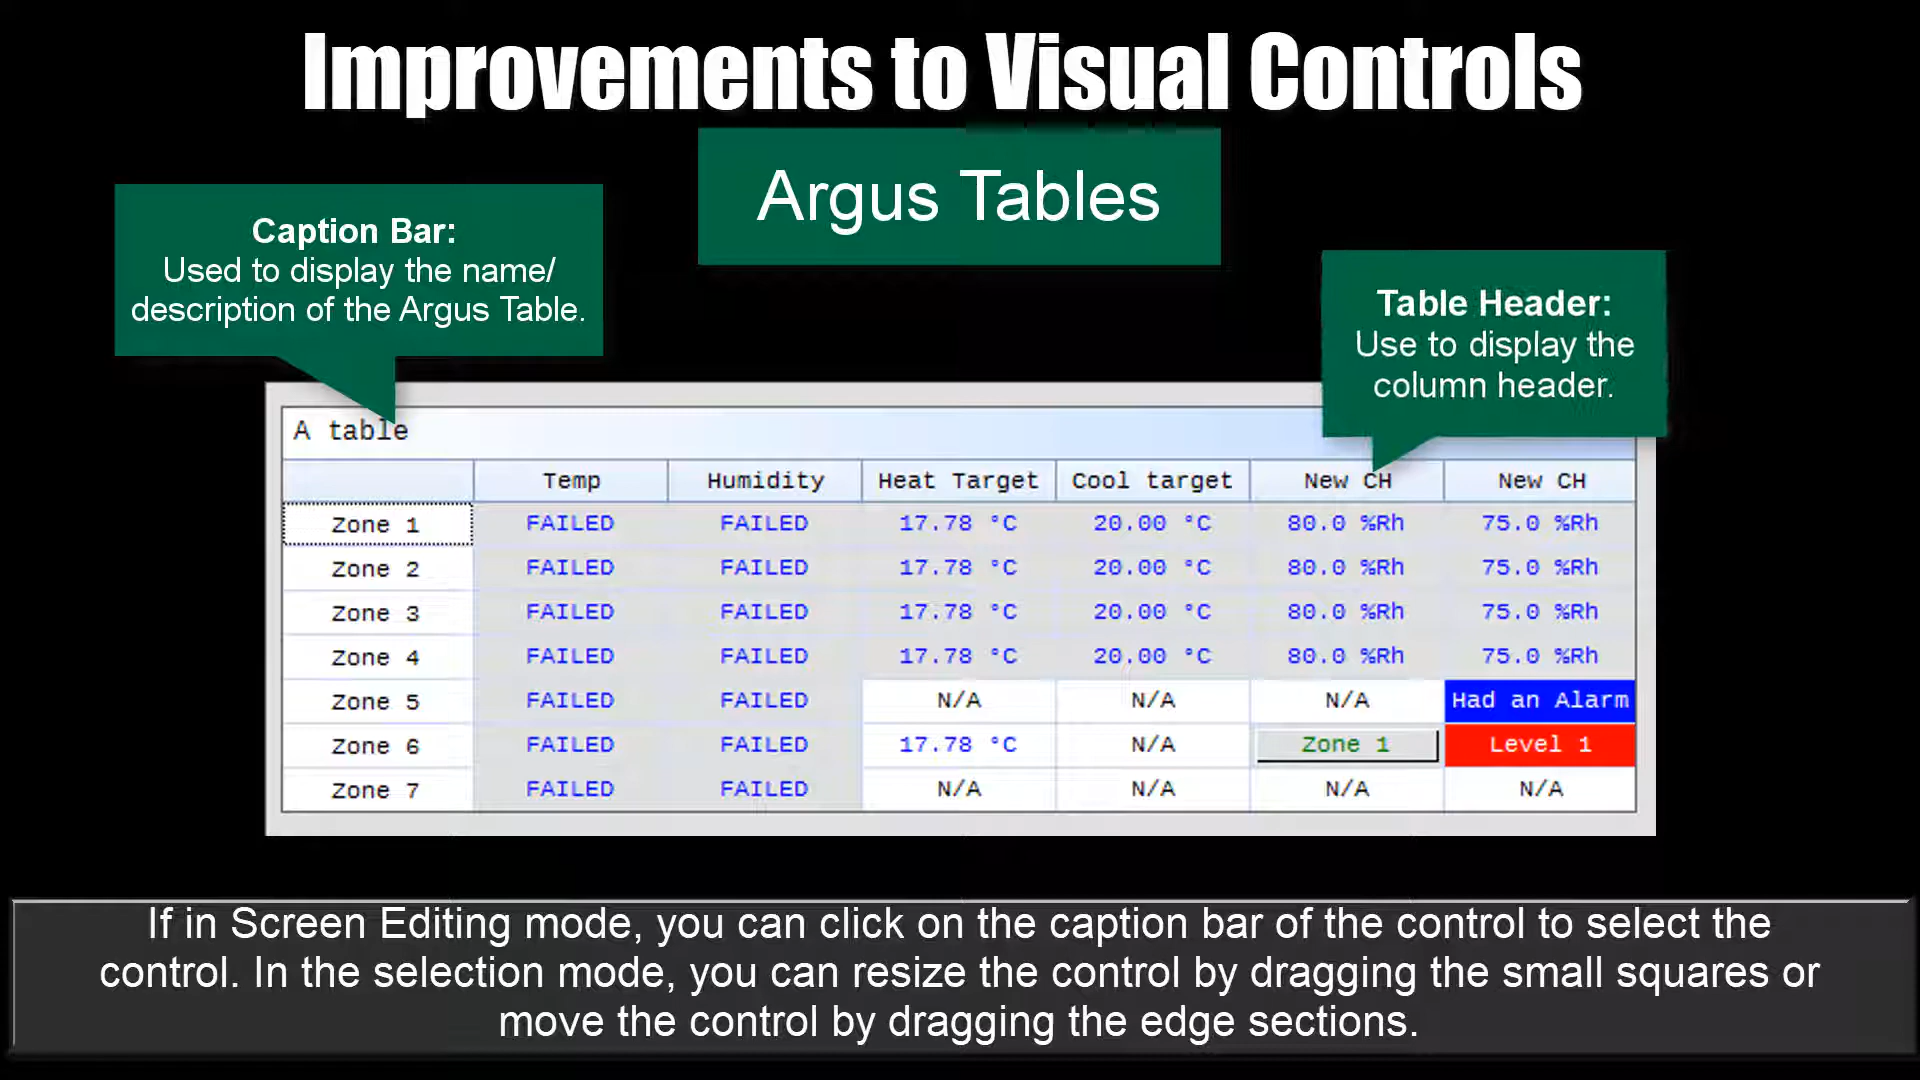 Improvements to Visual Controls
Argus Tables
Caption Bar:
Used to display the name/
description of the Argus Table.
Table Header:
Use to display the
column header.
A table
Temp Humidity Heat Target Cool target New CH New CH
Zone 1 FAILED FAILED 17.78 °C 20.00 °C 80.0 %Rh 75.0 %Rh
Zone 2 FAILED FAILED 17.78 °C 20.00 °C 80.0 %Rh 75.0 %Rh
Zone 3 FAILED FAILED 17.78 °C 20.00 °C 80.0 %Rh 75.0 %Rh
Zone 4 FAILED FAILED 17.78 °C 20.00 °C 80.0 %Rh 75.0 %Rh
Zone 5 FAILED FAILED N/A N/A N/A Had an Alarm
Zone 6 FAILED FAILED 17.78 °C N/A Zone 1 Level 1
Zone 7 FAILED FAILED N/A N/A N/A N/A
If in Screen Editing mode, you can click on the caption bar of the control to select the
control. In the selection mode, you can resize the control by dragging the small squares or
move the control by dragging the edge sections.